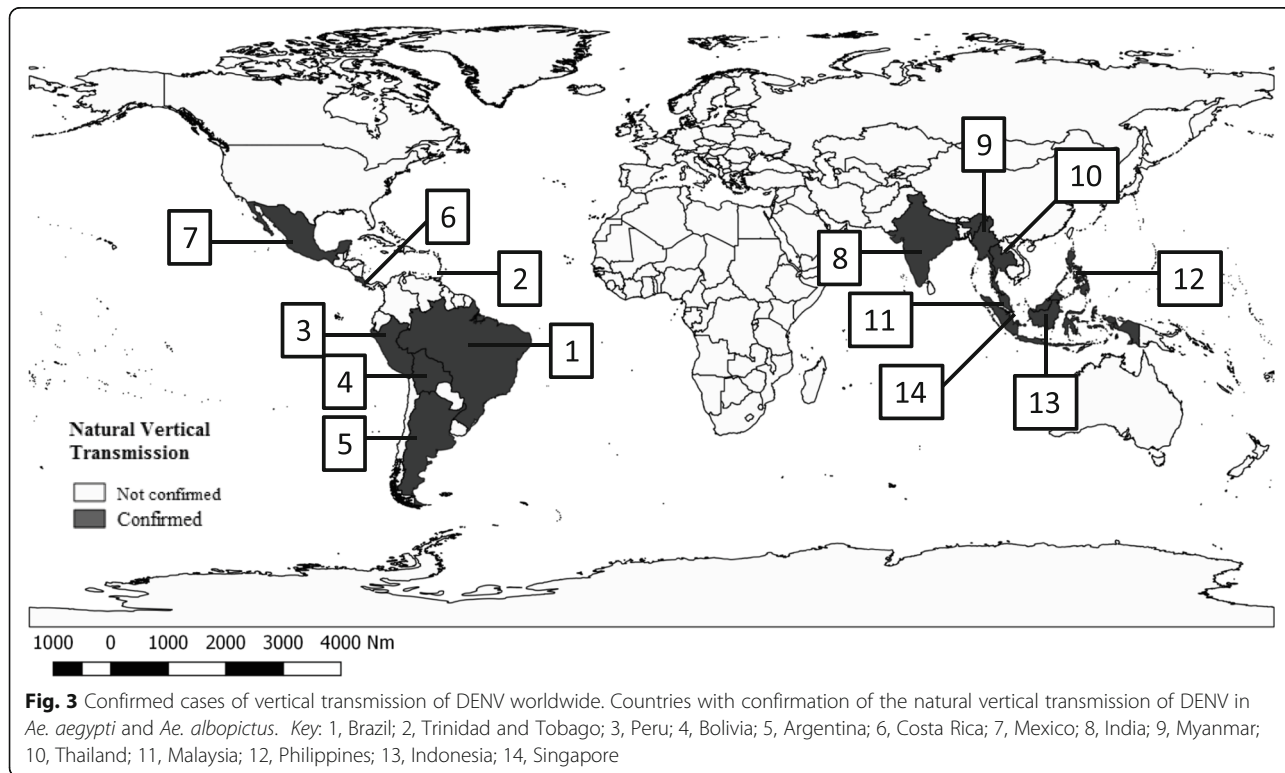 9
10
6
7
2
8
12
3
11
1
4
14
13
5
Natural Vertical
Transmission
Not confirmed
Confirmed
1000 0 1000 2000 3000 4000 Nm
Fig. 3 Confirmed cases of vertical transmission of DENV worldwide. Countries with confirmation of the natural vertical transmission of DENV in
Ae. aegypti and Ae. albopictus. Key: 1, Brazil; 2, Trinidad and Tobago; 3, Peru; 4, Bolivia; 5, Argentina; 6, Costa Rica; 7, Mexico; 8, India; 9, Myanmar;
10, Thailand; 11, Malaysia; 12, Philippines; 13, Indonesia; 14, Singapore